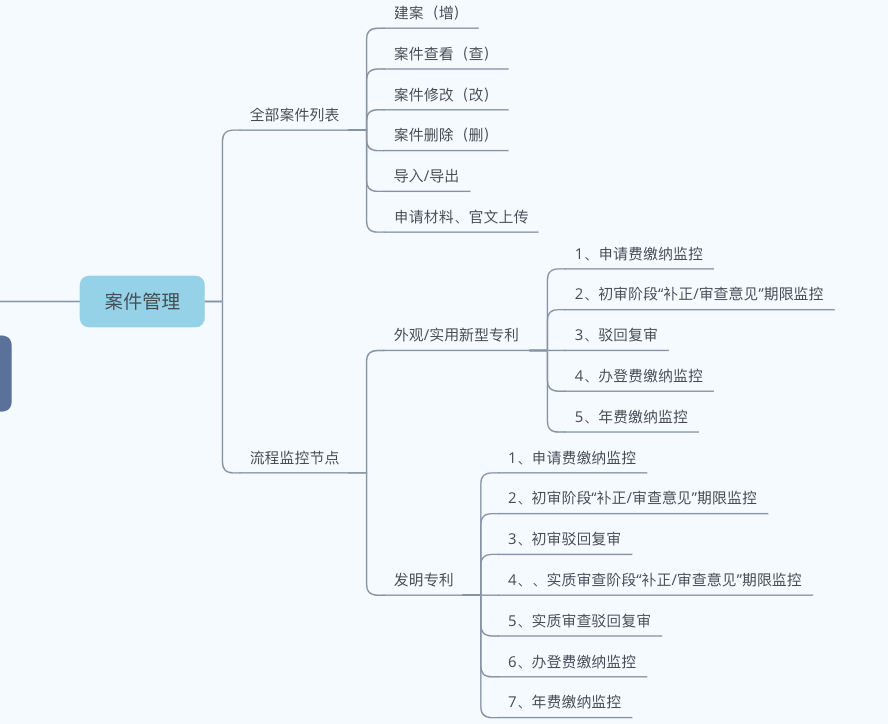 案件管理
全部案件列表
建案（增）
案件查看（查）
案件修改（改）
案件删除（删）
导入/导出
申请材料、官文上传
流程监控节点
外观/实用新型专利
1、申请费缴纳监控
2、初审阶段“补正/审查意见”期限监控
3、驳回复审
4、办登费缴纳监控
5、年费缴纳监控
发明专利
1、申请费缴纳监控
2、初审阶段“补正/审查意见”期限监控
3、初审驳回复审
4、、实质审查阶段“补正/审查意见”期限监控
5、实质审查驳回复审
6、办登费缴纳监控
7、年费缴纳监控